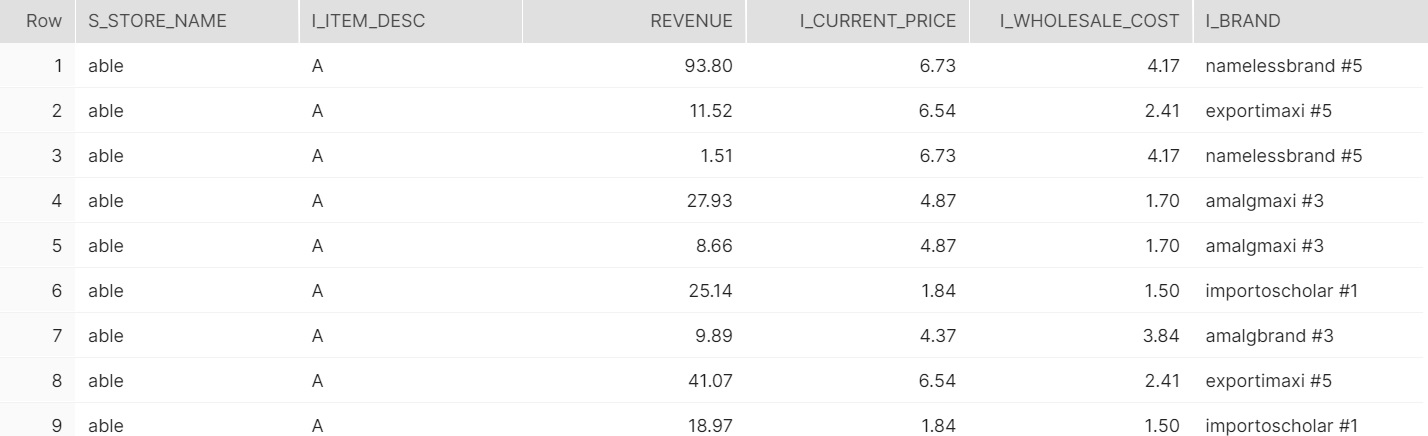 Row S_STORE_NAME I_ITEM_DESC REVENUE I_CURRENT_PRICE I_WHOLESALE_COST I_BRAND
1 able A 93.80 6.73 4.17 namelessbrand #5
2 able A 11.52 6.54 2.41 exportimaxi #5
3 able A 1.51 6.73 4.17 namelessbrand #5
4 able A 27.93 4.87 1.70 amalgmaxi #3
5 able A 8.66 4.87 1.70 amalgmaxi #3
6 able A 25.14 1.84 1.50 importoscholar #1
7 able A 9.89 4.37 3.84 amalgbrand #3
8 able A 41.07 6.54 2.41 exportimaxi #5
9 able A 18.97 1.84 1.50 importoscholar #1